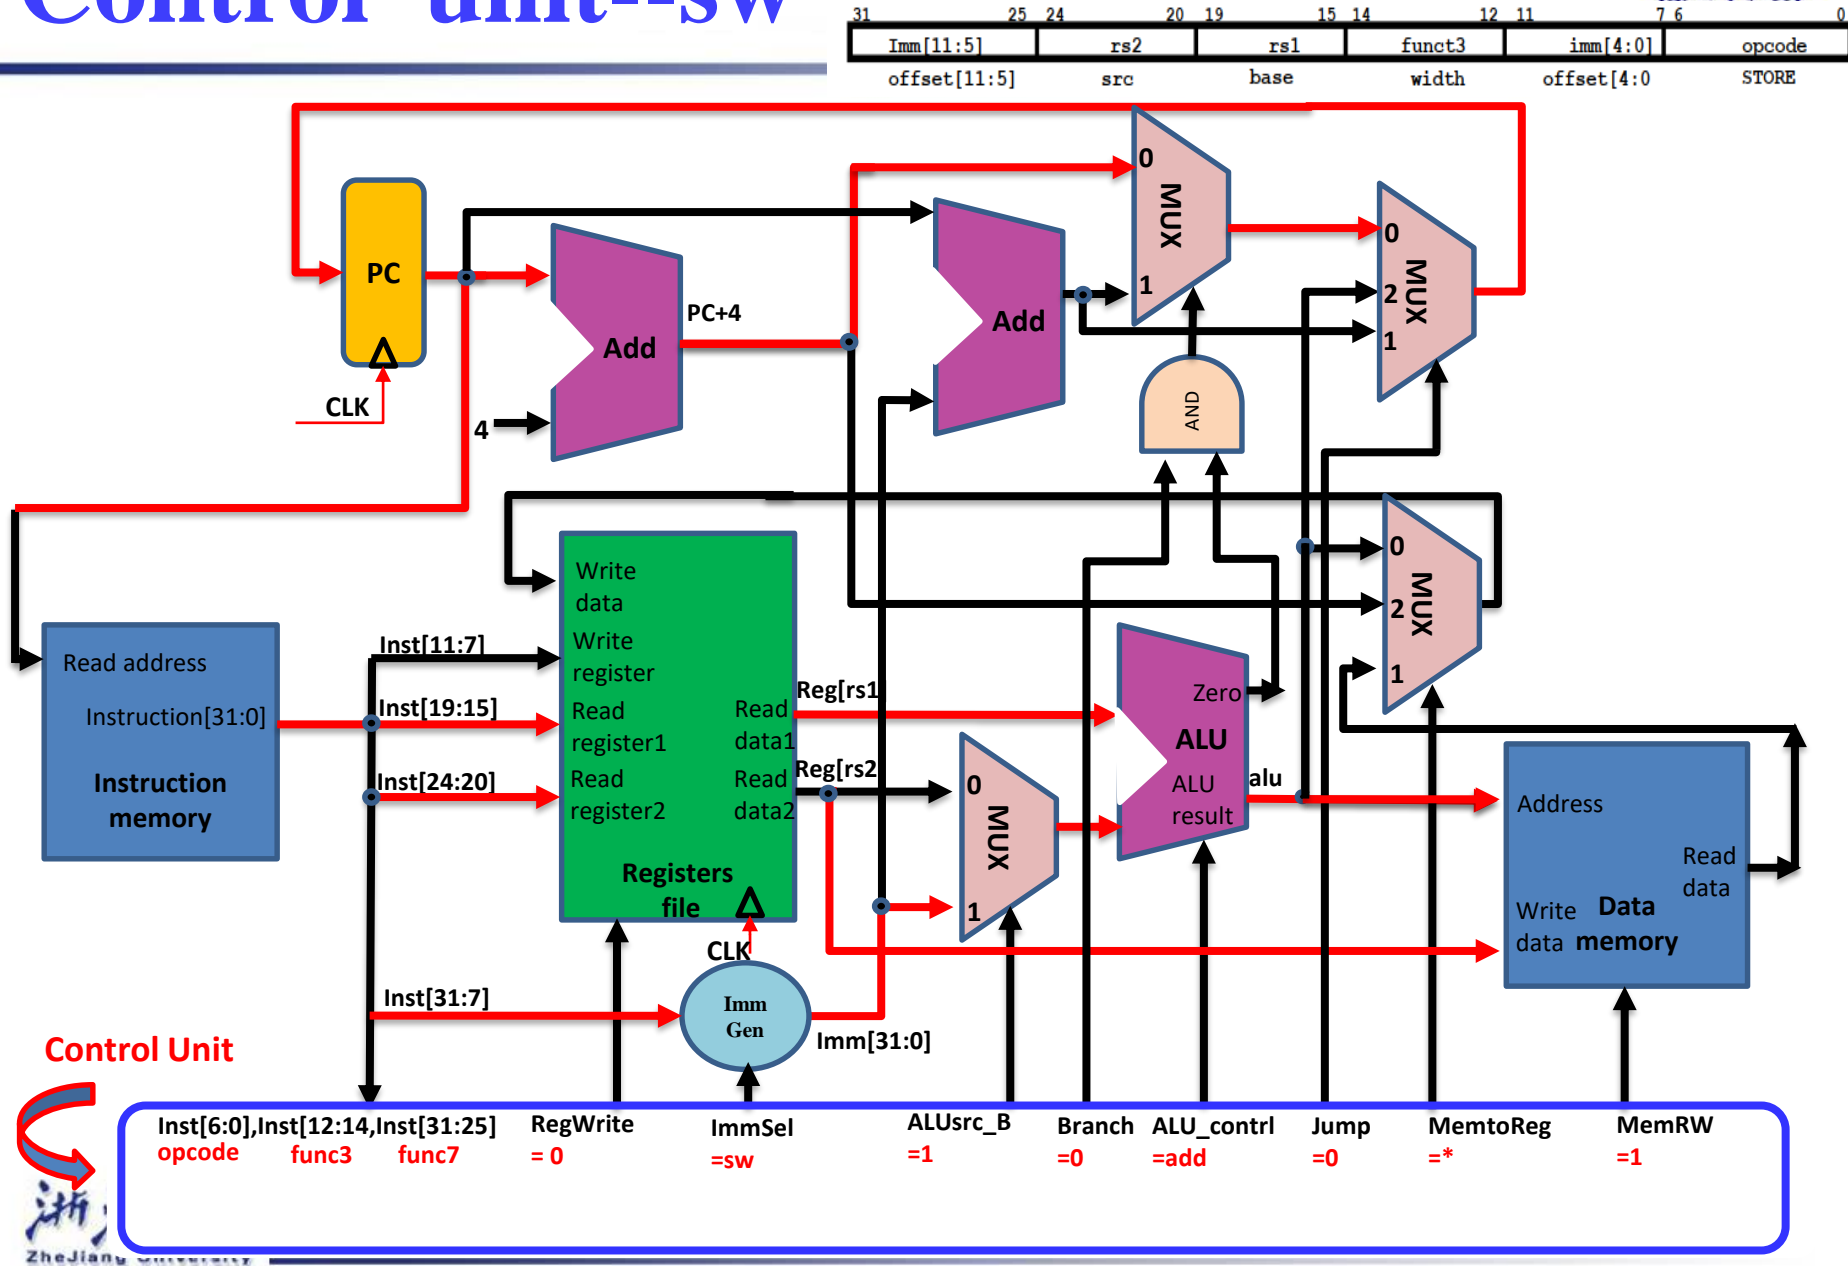 Control unit--sw
31 25 24 20 19 15 14 12 11 7 6 0
Imm[11:5] rs2 rs1 funct3 imm[4:0] opcode
offset[11:5] src base width offset[4:0 STORE
0
MUX
1
0
2
MUX
1
PC
CLK
Add
PC+4
4
Add
AND
0
2
MUX
1
Write
data
Write
register
Read
register1
Read
register2
Read
data1
Read
data2
Registers
file
CLK
Read address
Instruction[31:0]
Instruction
memory
Inst[11:7]
Inst[19:15]
Inst[24:20]
Inst[31:7]
Reg[rs1
Reg[rs2
0
MUX
1
Zero
ALU
ALU
result
alu
Address
Read
data
Write
data
Data
memory
Imm
Gen
Imm[31:0]
Control Unit
Inst[6:0],Inst[12:14,Inst[31:25] RegWrite ImmSel ALUsrc_B Branch ALU_contrl Jump MemtoReg MemRW
opcode func3 func7 = 0 =sw =1 =0 =add =0 =* =1
浙
ZheJiang University